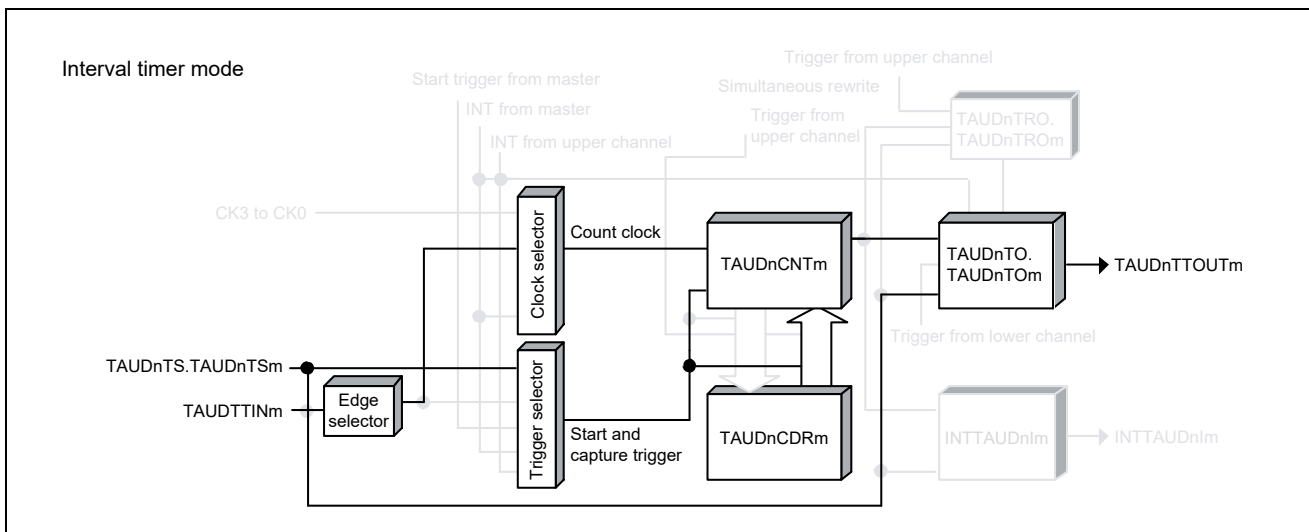 Interval timer mode
Trigger from upper channel
Start trigger from master
Simultaneous rewrite
INT from master
Trigger from
upper channel
INT from upper channel
TAUDnTRO.
TAUDnTROm
CK3 to CK0
Clock selector
Count clock
TAUDnCNTm
TAUDnTO.
TAUDnTOm
TAUDnTTOUTm
Trigger from lower channel
TAUDnTS.TAUDnTSm
TAUDTTINm
Edge
selector
Trigger selector
Start and
capture trigger
TAUDnCDRm
INTTAUDnIm
INTTAUDnIm